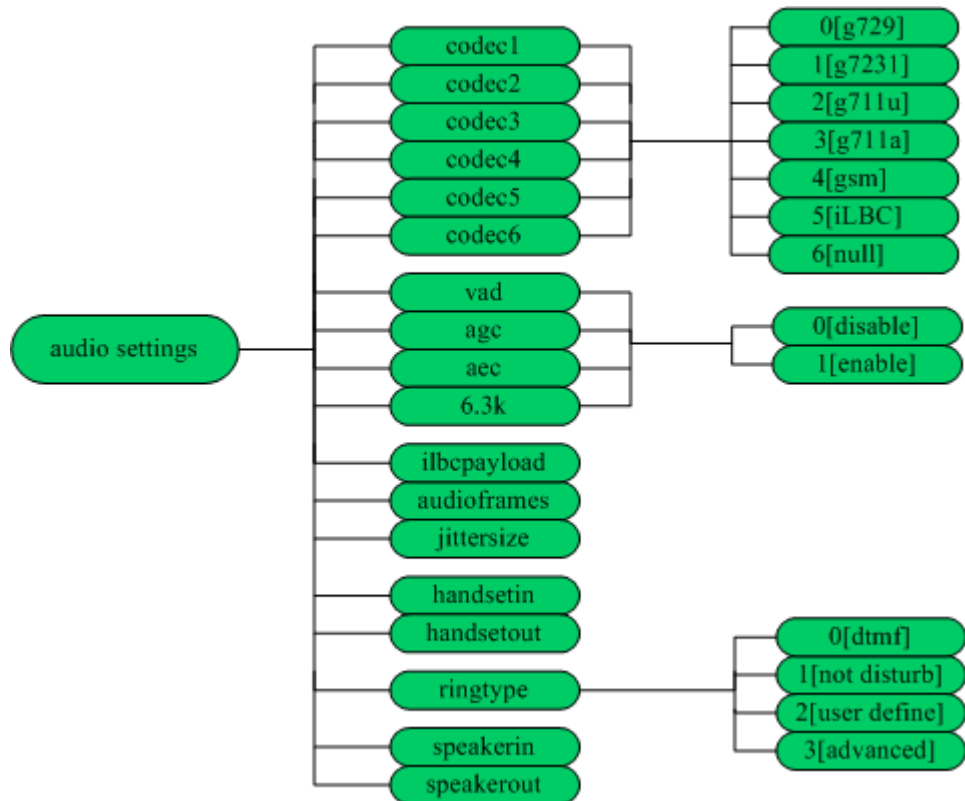 audio settings
codec1
codec2
codec3
codec4
codec5
codec6
vad
agc
aec
6.3k
ilbcpayload
audioframes
jittersize
handsetin
handsetout
ringtype
speakerin
speakerout
0[g729]
1[g7231]
2[g711u]
3[g711a]
4[gsm]
5[iLBC]
6[null]
0[disable]
1[enable]
0[dtmf]
1[not disturb]
2[user define]
3[advanced]